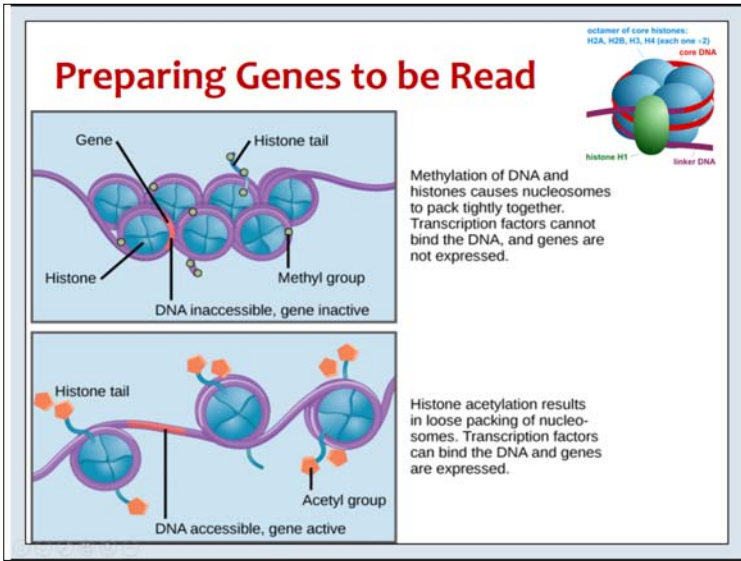 Preparing Genes to be Read
octamer of core histones:
H2A, H2B, H3, H4 (each one ×2)
core DNA
histone H1
linker DNA
Gene
Histone tail
Histone
Methyl group
DNA inaccessible, gene inactive
Methylation of DNA and
histones causes nucleosomes
to pack tightly together.
Transcription factors cannot
bind the DNA, and genes are
not expressed.
Histone tail
Acetyl group
DNA accessible, gene active
Histone acetylation results
in loose packing of nucleo-
somes. Transcription factors
can bind the DNA and genes
are expressed.